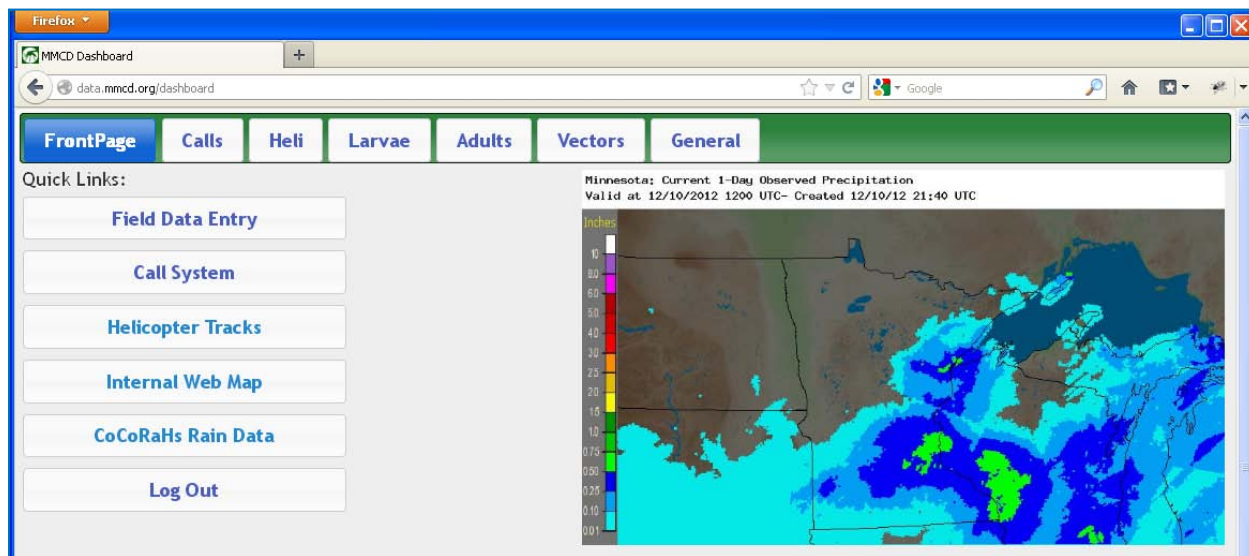 Firefox
MMCD Dashboard
data.mmcd.org/dashboard
Google
FrontPage Calls Heli Larvae Adults Vectors General
Quick Links:
Field Data Entry
Call System
Helicopter Tracks
Internal Web Map
CoCoRaHs Rain Data
Log Out
Minnesota: Current 1-Day Observed Precipitation
Valid at 12/10/2012 1200 UTC- Created 12/10/12 21:40 UTC
Inches
10
8.0
6.0
5.0
4.0
3.0
2.5
2.0
1.5
1.0
0.75
0.50
0.25
0.10
0.01